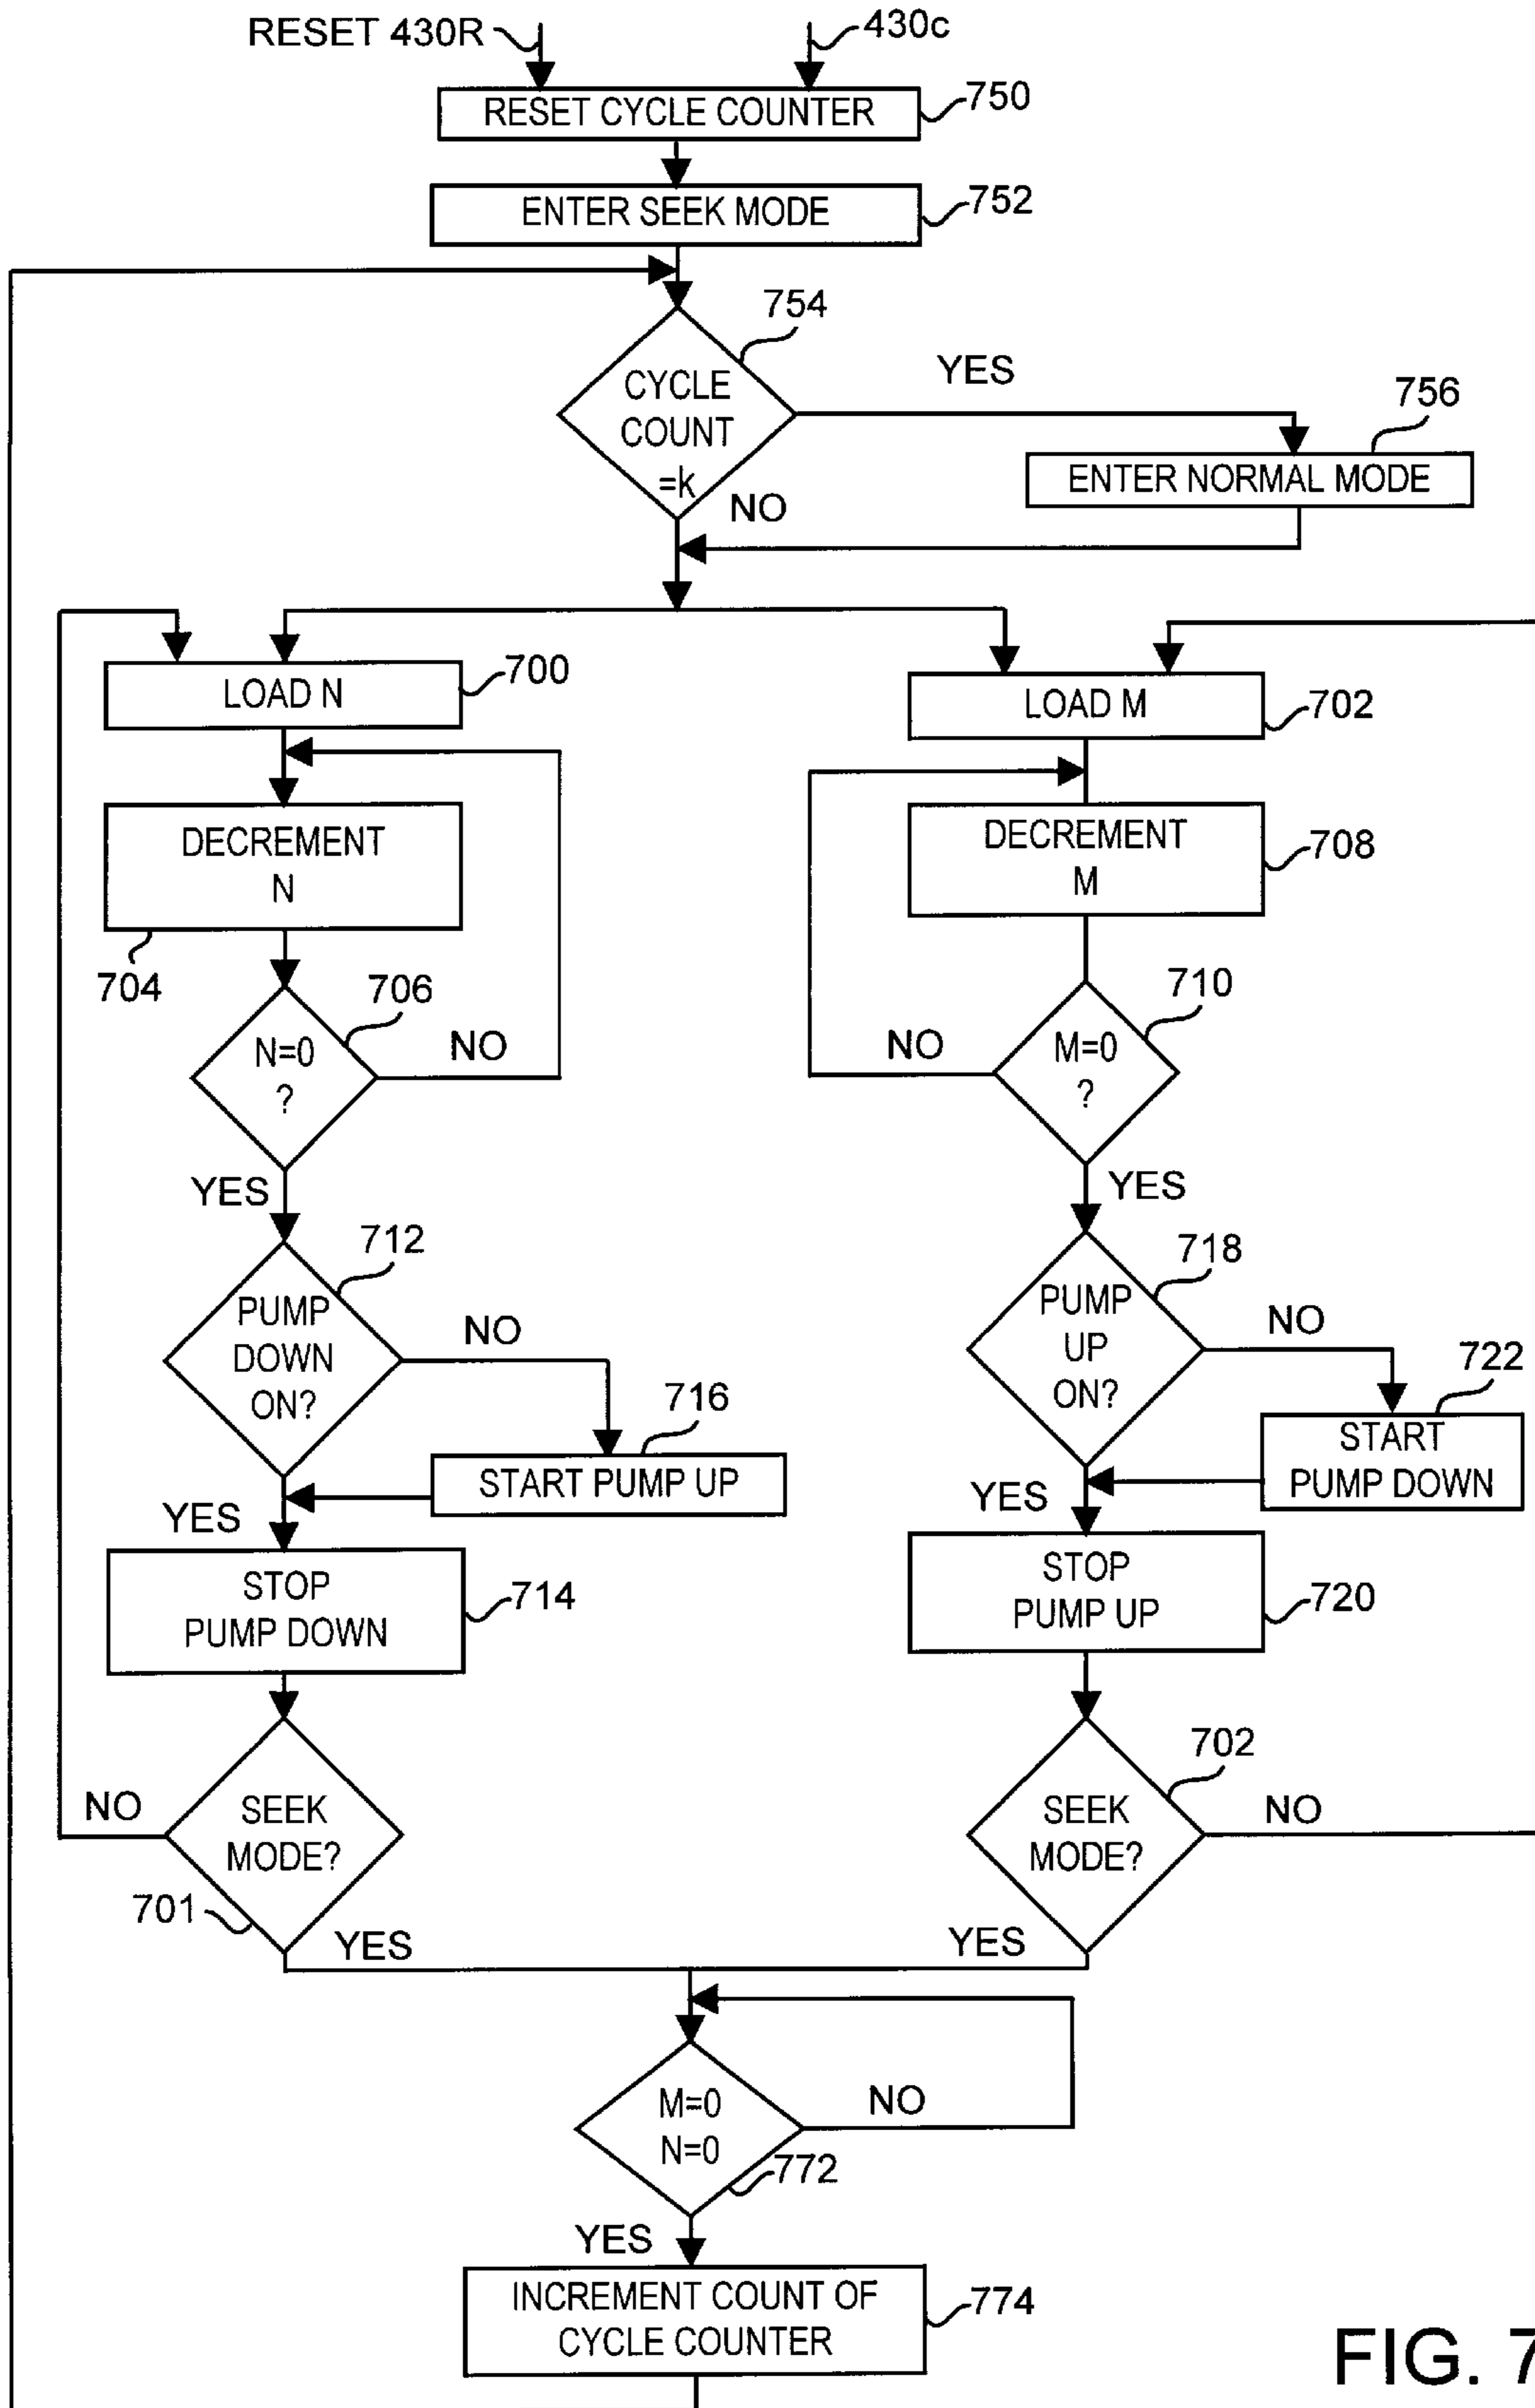 RESET 430R
430c
RESET CYCLE COUNTER
750
ENTER SEEK MODE
752
754
CYCLE
COUNT
=k
YES
756
ENTER NORMAL MODE
NO
LOAD N
700
LOAD M
702
DECREMENT
N
704
DECREMENT
M
708
706
N=0
?
NO
710
M=0
?
NO
YES
YES
712
PUMP
DOWN
ON?
NO
716
START PUMP UP
718
PUMP
UP
ON?
NO
722
START
PUMP DOWN
YES
YES
STOP
PUMP DOWN
714
STOP
PUMP UP
720
SEEK
MODE?
NO
701
YES
702
SEEK
MODE?
NO
YES
M=0
N=0
NO
772
YES
INCREMENT COUNT OF
CYCLE COUNTER
774
FIG. 7